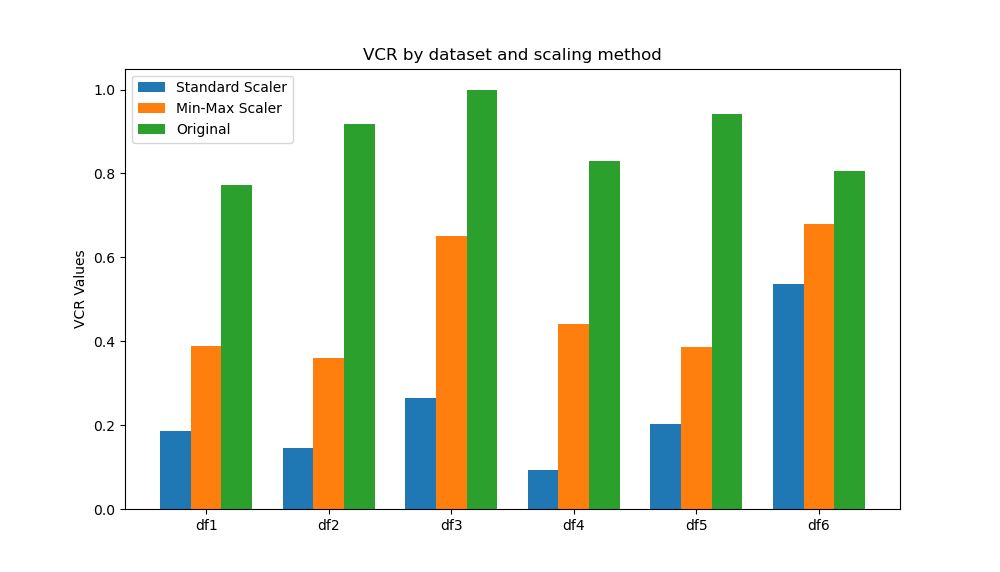 VCR by dataset and scaling method
Standard Scaler
Min-Max Scaler
Original
1.0
0.8
0.6
0.4
0.2
0.0
VCR Values
df1 df2 df3 df4 df5 df6